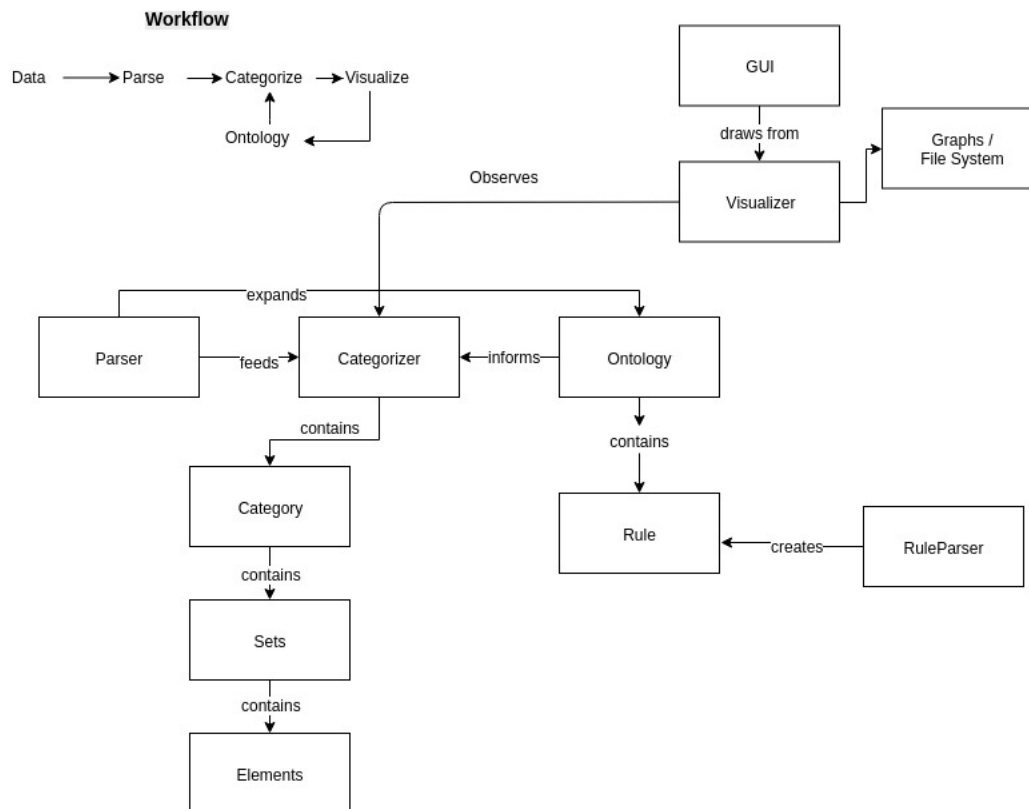 Workflow
Data
Parse
Categorize
Visualize
Ontology
GUI
draws from
Graphs /
File System
Observes
Visualizer
expands
Parser
feeds
Categorizer
informs
Ontology
contains
contains
Category
Rule
creates
RuleParser
contains
Sets
contains
Elements